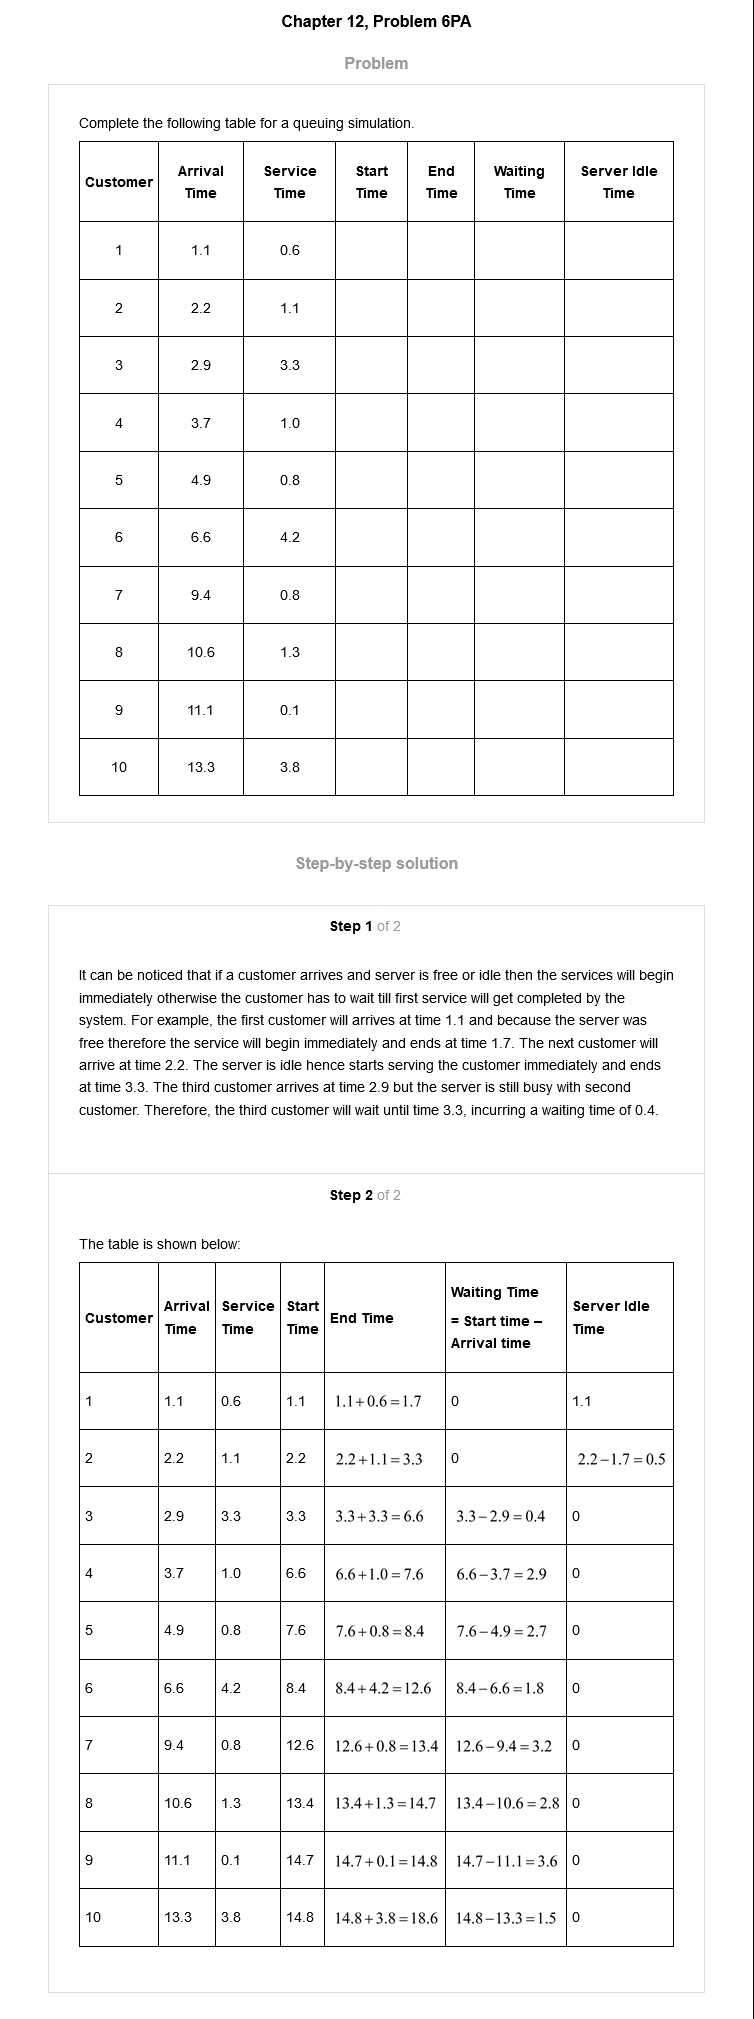 Chapter 12, Problem 6PA
Problem
Complete the following table for a queuing simulation.
Customer Arrival Time Service Time Start Time End Time Waiting Time Server Idle Time
1 1.1 0.6
2 2.2 1.1
3 2.9 3.3
4 3.7 1.0
5 4.9 0.8
6 6.6 4.2
7 9.4 0.8
8 10.6 1.3
9 11.1 0.1
10 13.3 3.8
Step-by-step solution
Step 1 of 2
It can be noticed that if a customer arrives and server is free or idle then the services will begin
immediately otherwise the customer has to wait till first service will get completed by the
system. For example, the first customer will arrives at time 1.1 and because the server was
free therefore the service will begin immediately and ends at time 1.7. The next customer will
arrive at time 2.2. The server is idle hence starts serving the customer immediately and ends
at time 3.3. The third customer arrives at time 2.9 but the server is still busy with second
customer. Therefore, the third customer will wait until time 3.3, incurring a waiting time of 0.4.
Step 2 of 2
The table is shown below:
Customer Arrival Time Service Time Start Time End Time Waiting Time = Start time – Arrival time Server Idle Time
1 1.1 0.6 1.1 1.1+0.6=1.7 0 1.1
2 2.2 1.1 2.2 2.2+1.1=3.3 0 2.2−1.7=0.5
3 2.9 3.3 3.3 3.3+3.3=6.6 3.3−2.9=0.4 0
4 3.7 1.0 6.6 6.6+1.0=7.6 6.6−3.7=2.9 0
5 4.9 0.8 7.6 7.6+0.8=8.4 7.6−4.9=2.7 0
6 6.6 4.2 8.4 8.4+4.2=12.6 8.4−6.6=1.8 0
7 9.4 0.8 12.6 12.6+0.8=13.4 12.6−9.4=3.2 0
8 10.6 1.3 13.4 13.4+1.3=14.7 13.4−10.6=2.8 0
9 11.1 0.1 14.7 14.7+0.1=14.8 14.7−11.1=3.6 0
10 13.3 3.8 14.8 14.8+3.8=18.6 14.8−13.3=1.5 0